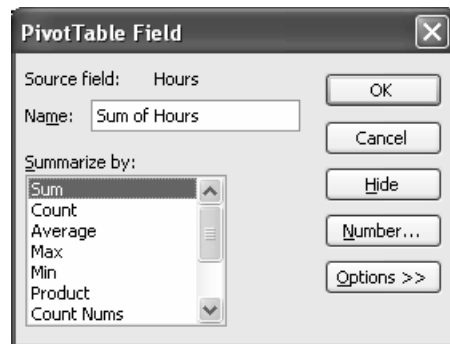 PivotTable Field
Source field: Hours
Name: Sum of Hours
Summarize by:
Sum
Count
Average
Max
Min
Product
Count Nums
OK
Cancel
Hide
Number...
Options >>